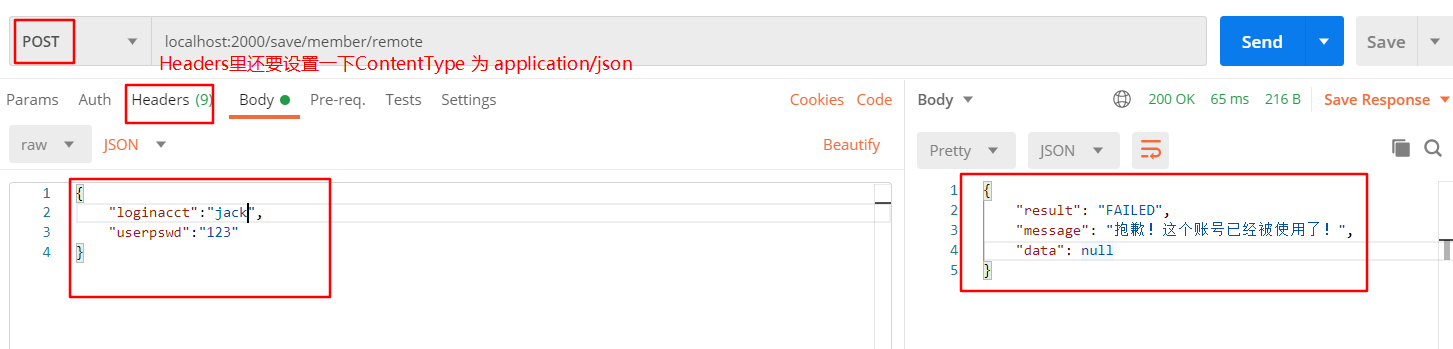 POST localhost:2000/save/member/remote Send Save
Headers里还要设置一下ContentType 为 application/json
Params Auth Headers (9) Body Pre-req. Tests Settings Cookies Code
Body 200 OK 65 ms 216 B Save Response
raw JSON Beautify
Pretty JSON
1 {
2 "loginacct":"jack",
3 "userpswd":"123"
4 }
1 {
2 "result": "FAILED",
3 "message": "抱歉！这个账号已经被使用了！",
4 "data": null
5 }